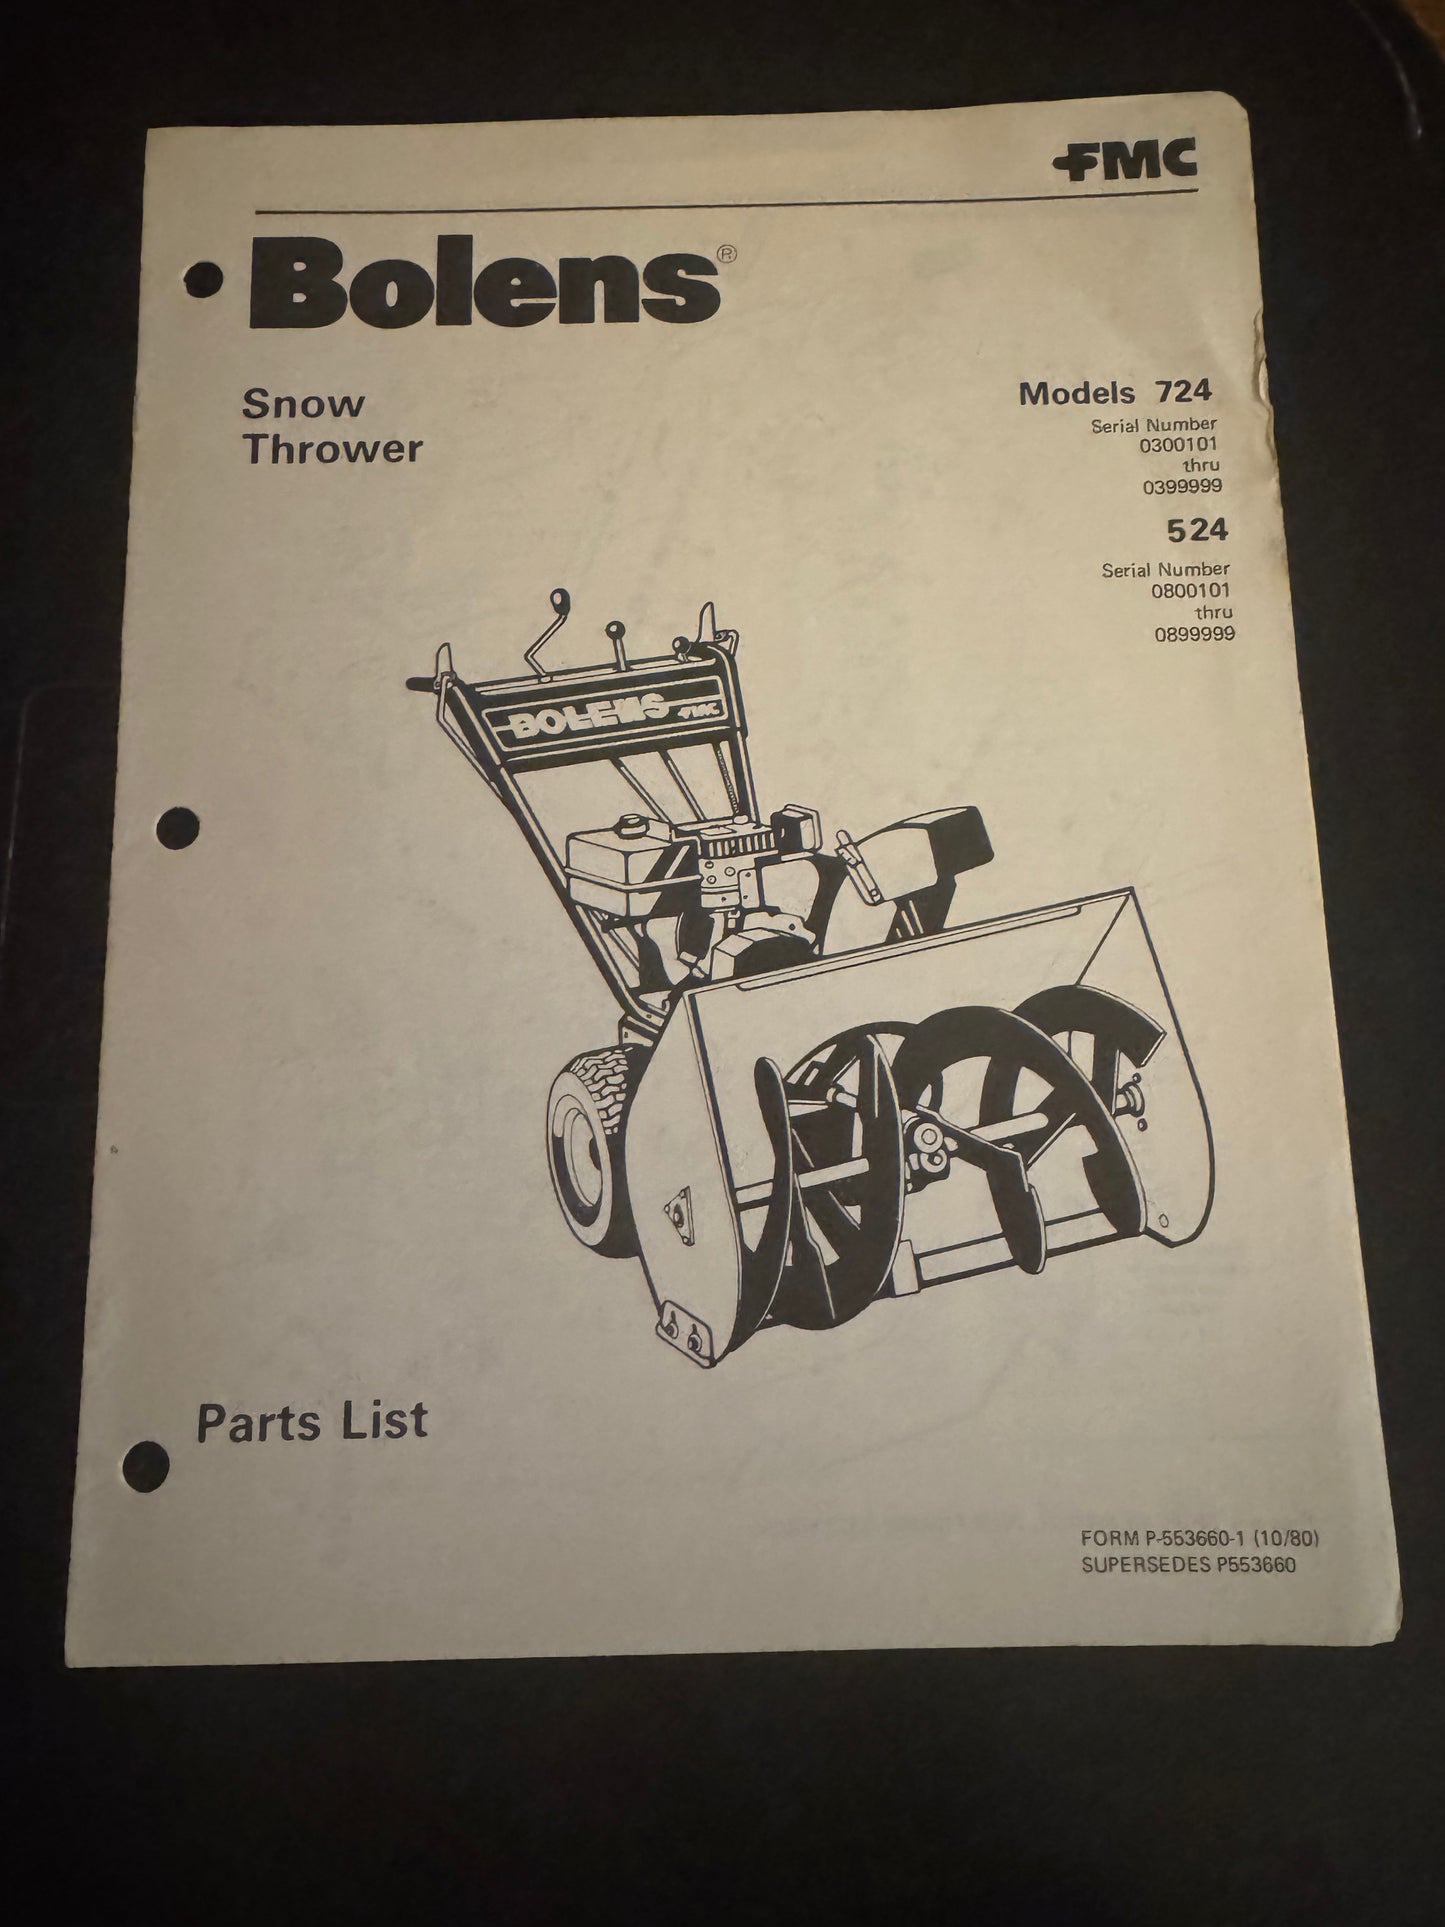 FMC
Bolens®
Snow
Thrower
Models 724
Serial Number
0300101
thru
0399999
524
Serial Number
0800101
thru
0899999
BOLENS FMC
Parts List
FORM P-553660-1 (10/80)
SUPERSEDES P553660